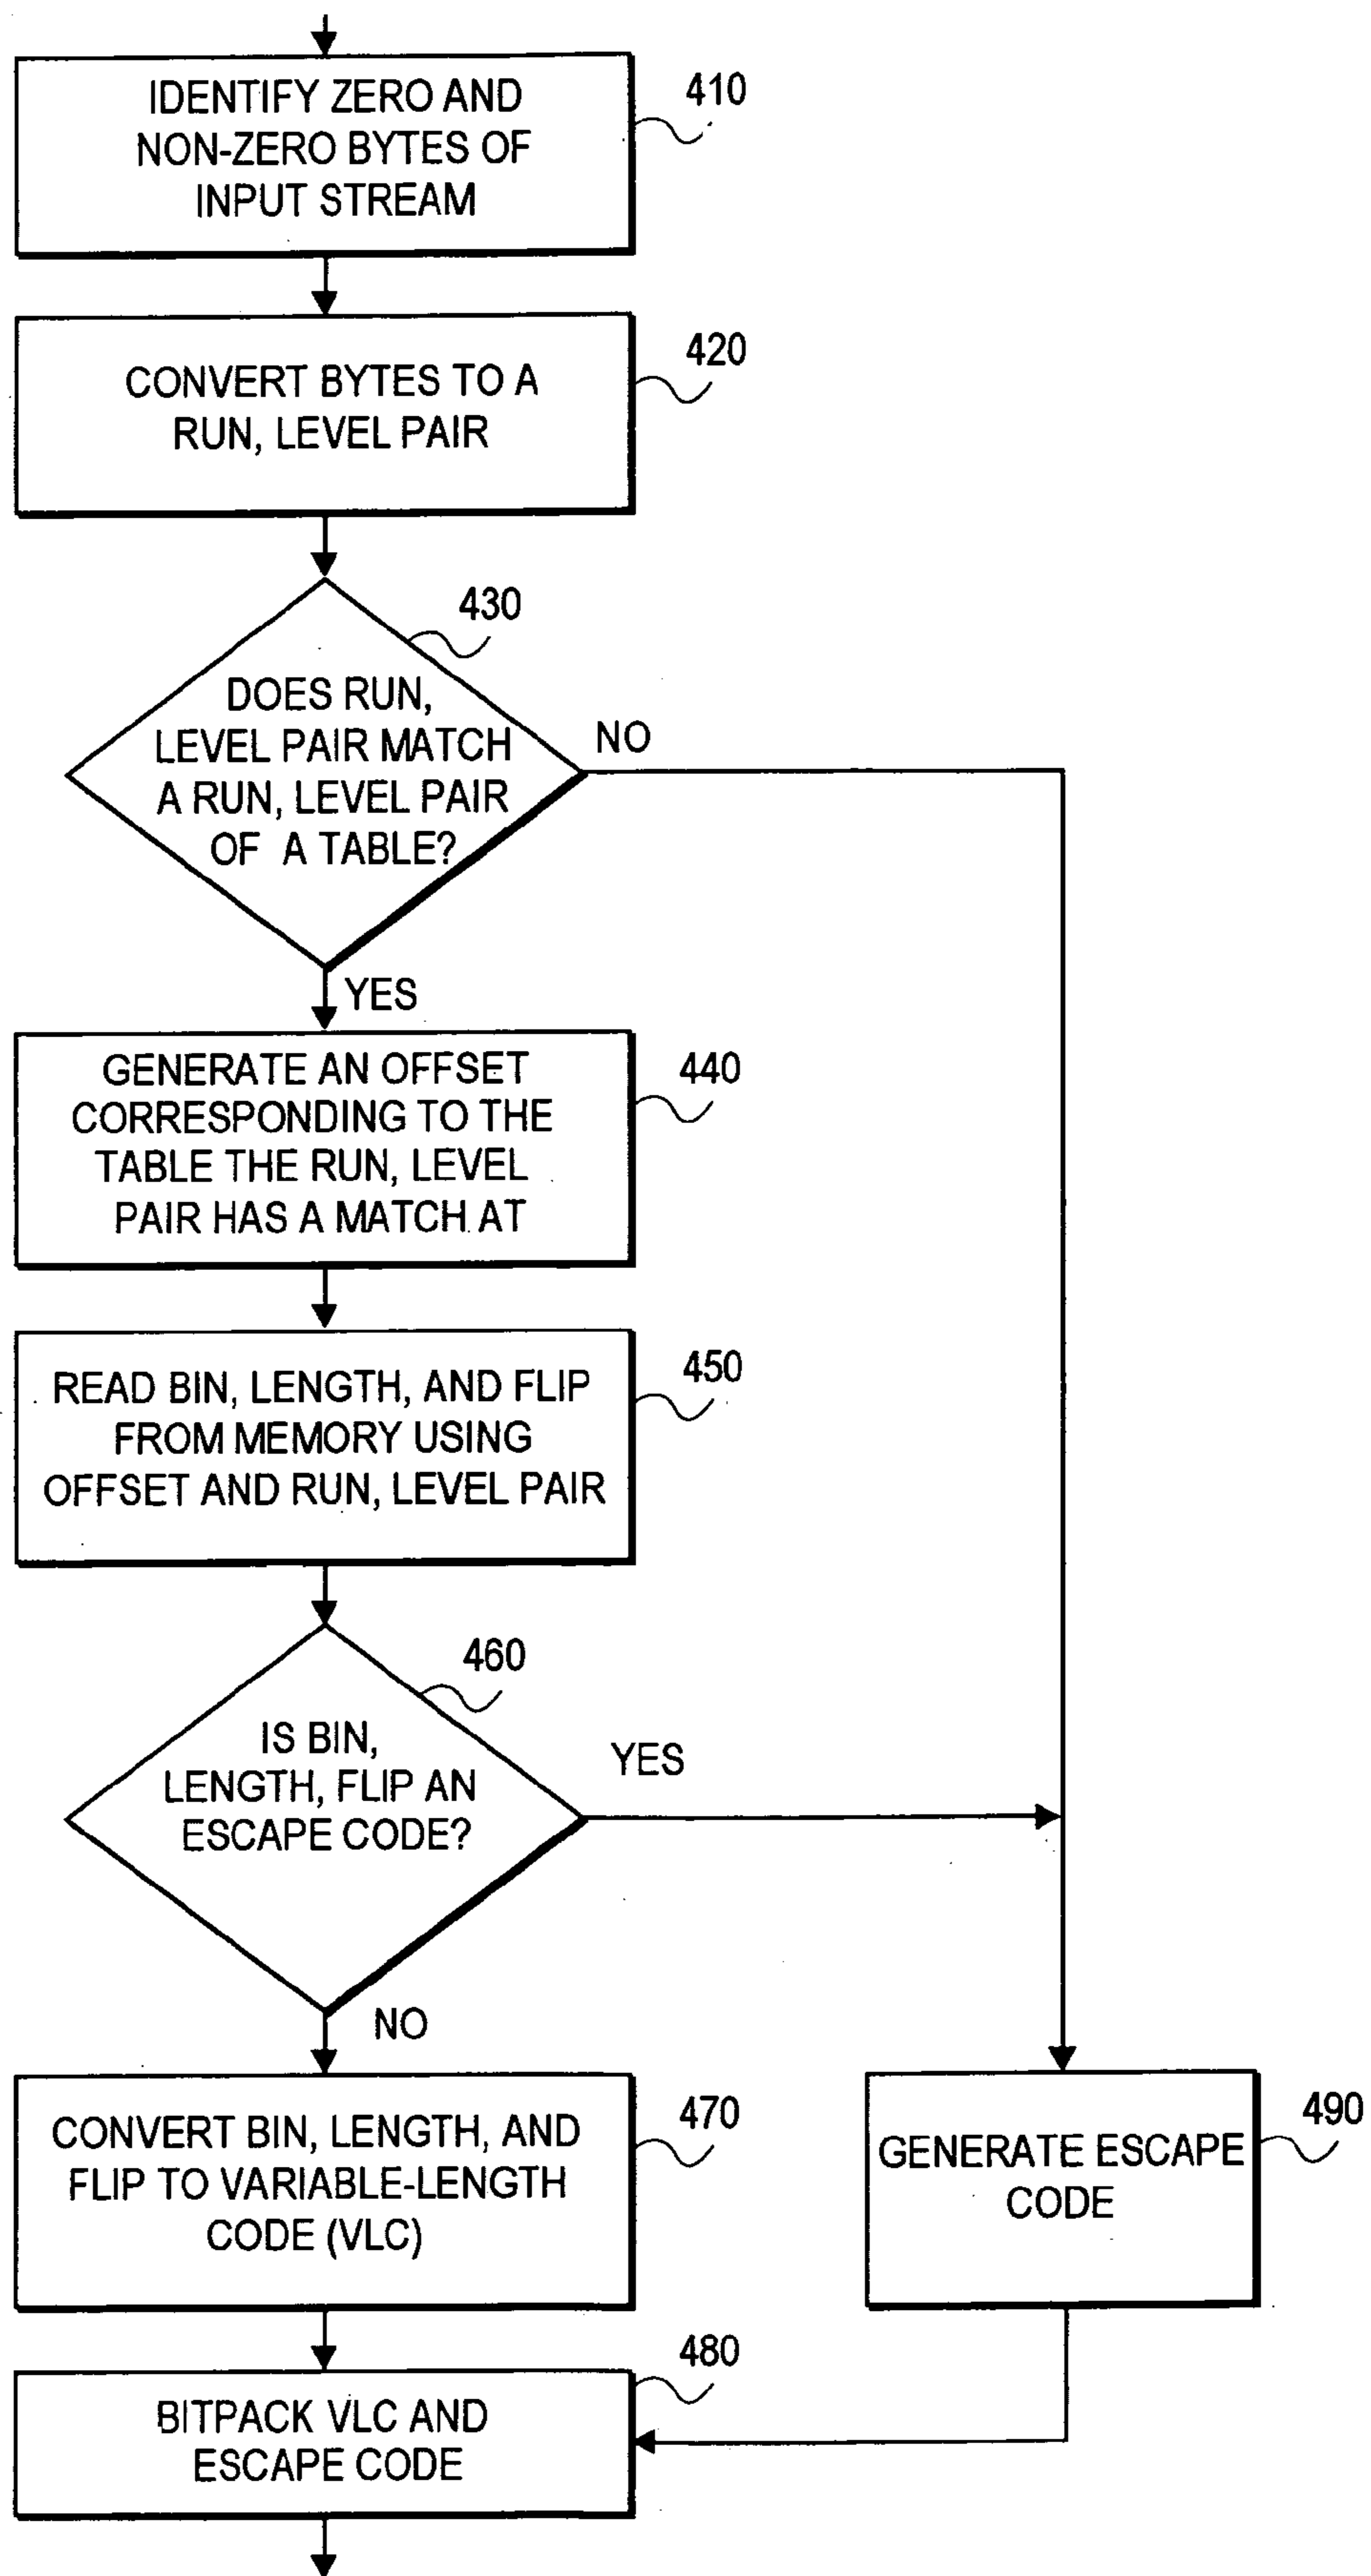 IDENTIFY ZERO AND
NON-ZERO BYTES OF
INPUT STREAM
410
CONVERT BYTES TO A
RUN, LEVEL PAIR
420
430
DOES RUN,
LEVEL PAIR MATCH
A RUN, LEVEL PAIR
OF A TABLE?
NO
YES
GENERATE AN OFFSET
CORRESPONDING TO THE
TABLE THE RUN, LEVEL
PAIR HAS A MATCH AT
440
READ BIN, LENGTH, AND FLIP
FROM MEMORY USING
OFFSET AND RUN, LEVEL PAIR
450
460
IS BIN,
LENGTH, FLIP AN
ESCAPE CODE?
YES
NO
CONVERT BIN, LENGTH, AND
FLIP TO VARIABLE-LENGTH
CODE (VLC)
470
GENERATE ESCAPE
CODE
490
BITPACK VLC AND
ESCAPE CODE
480